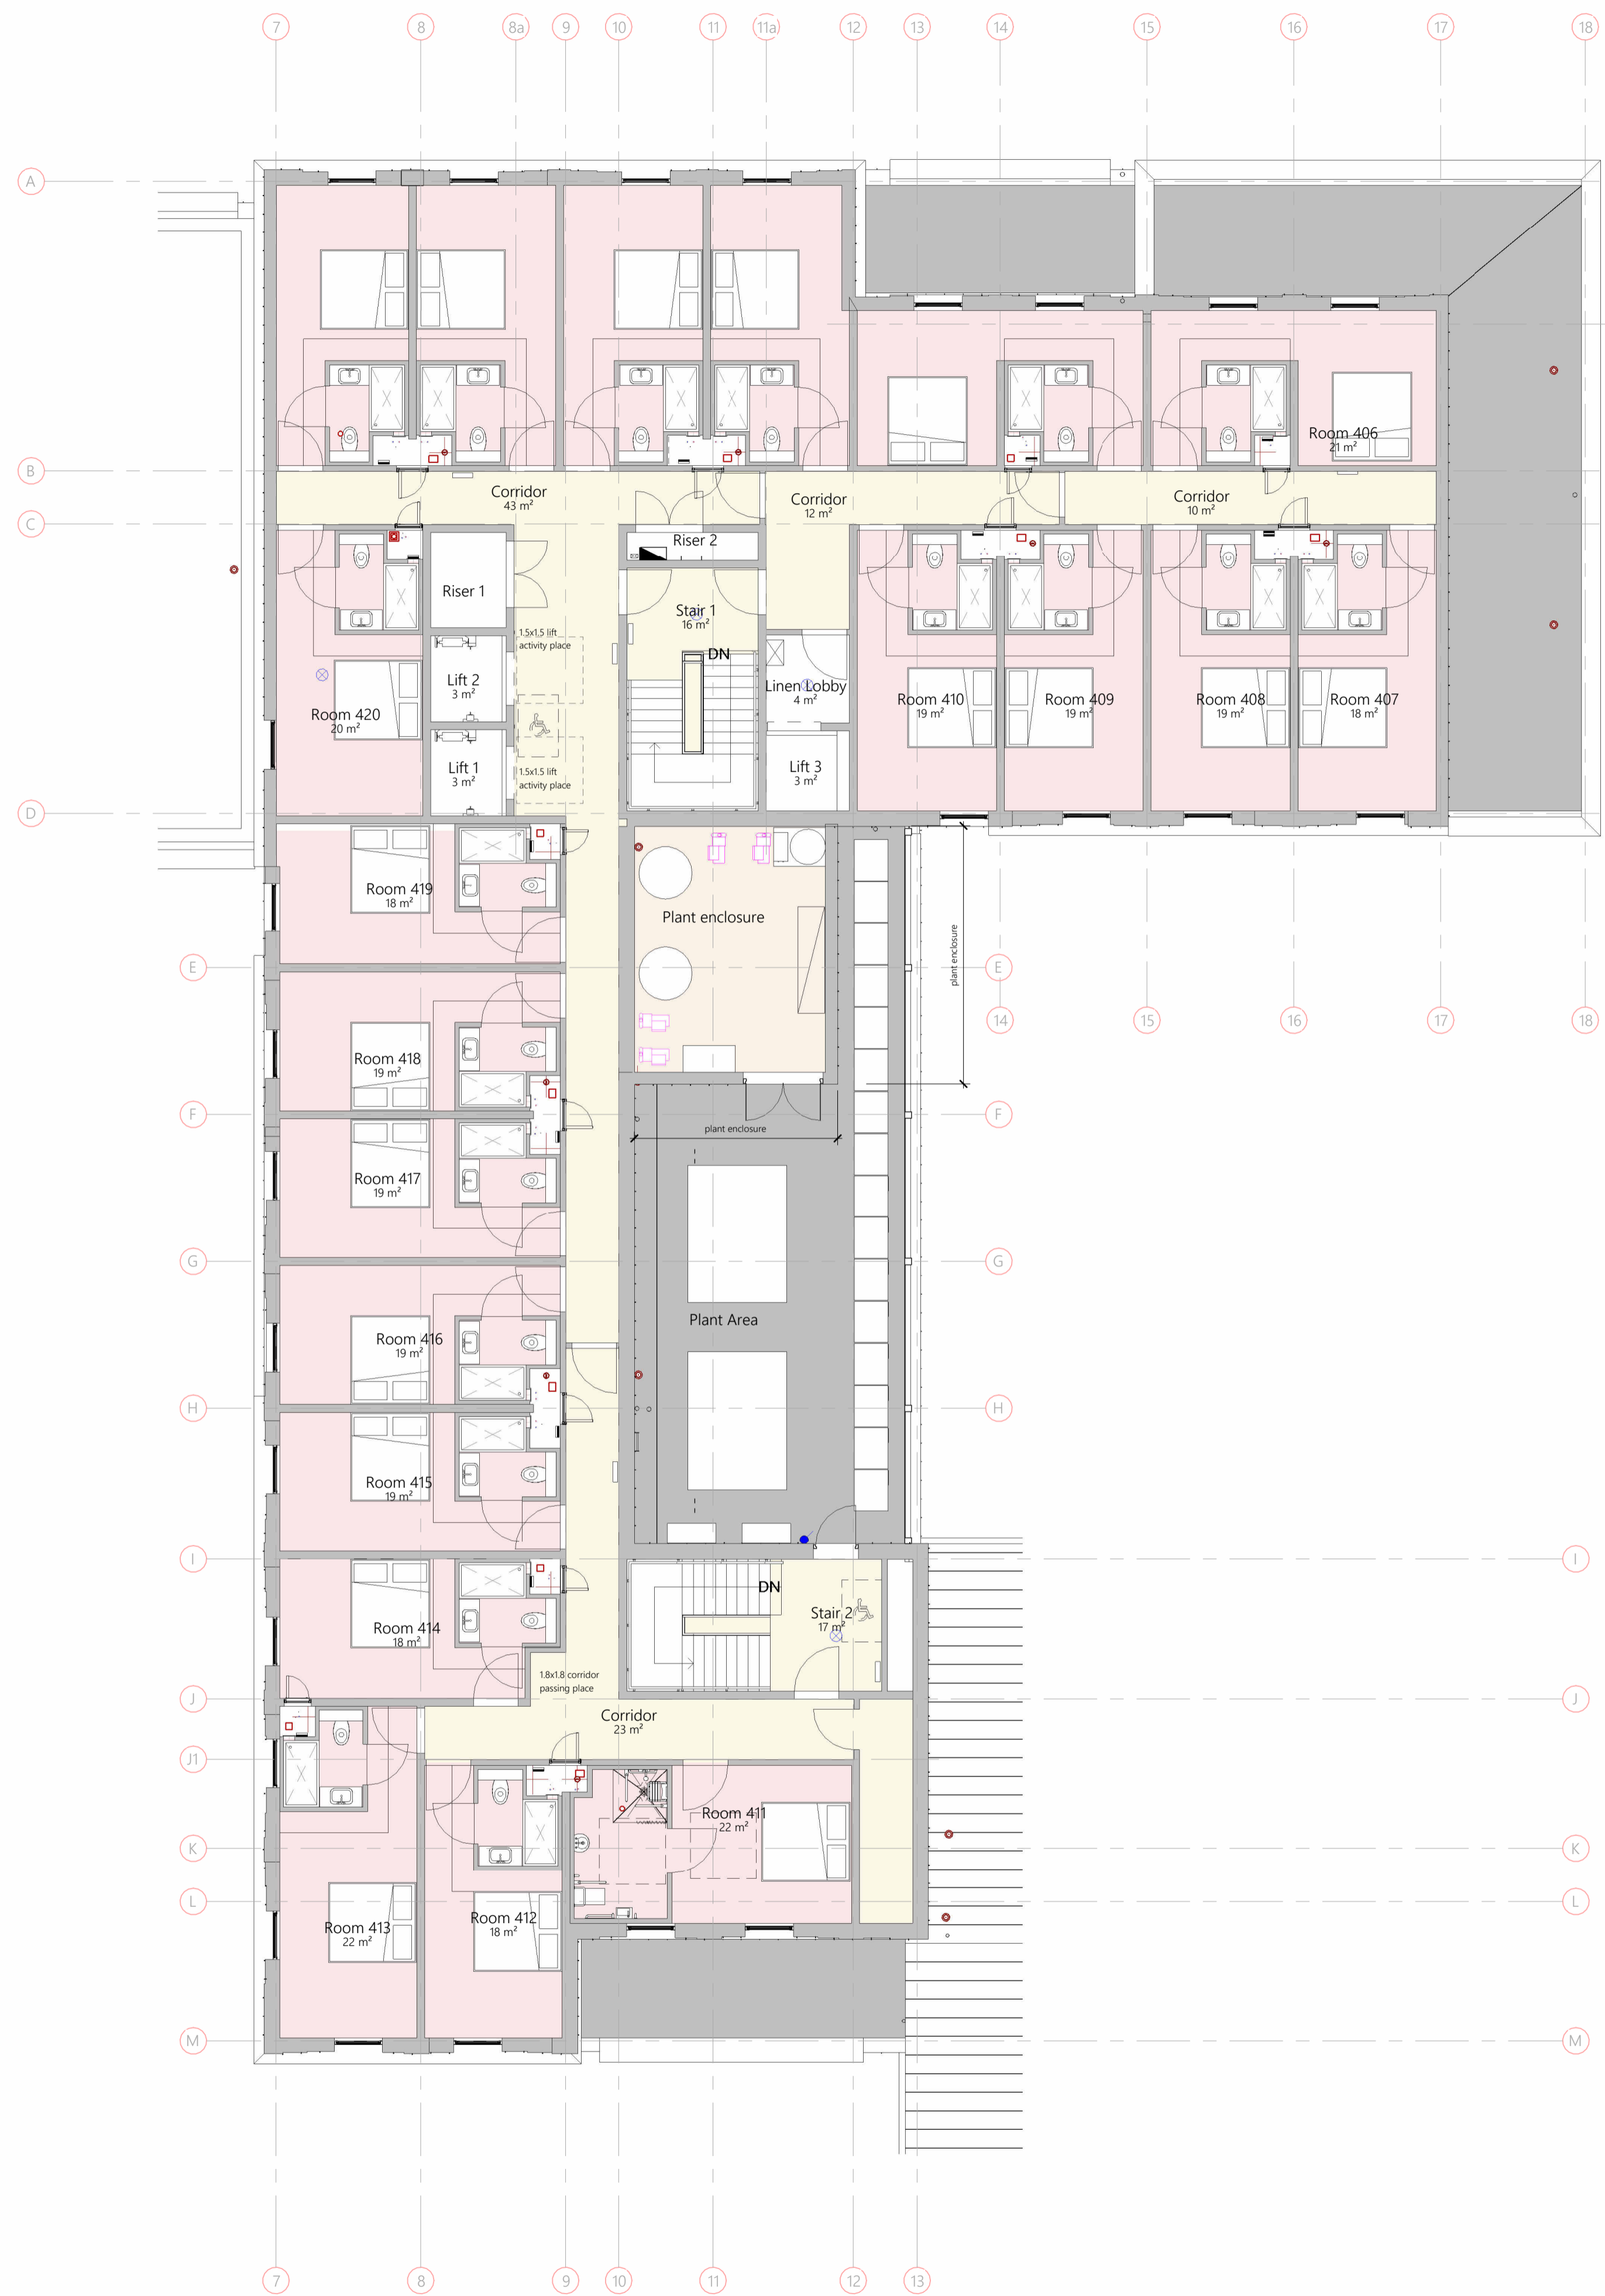 7 8 8a 9 10 11 11a 12 13 14 15 16 17 18
A
Room 406
21 m²
B
Corridor
43 m²
Corridor
12 m²
Corridor
10 m²
C
Riser 2
Riser 1
Stair 1
16 m²
1.5x1.5 lift
activity place
DN
Lift 2
3 m²
Linen Lobby
4 m²
Room 410
19 m²
Room 409
19 m²
Room 408
19 m²
Room 407
18 m²
Room 420
20 m²
Lift 1
3 m²
1.5x1.5 lift
activity place
Lift 3
3 m²
D
Room 419
18 m²
Plant enclosure
plant enclosure
E E
14 15 16 17 18
Room 418
19 m²
F F
plant enclosure
Room 417
19 m²
G G
Plant Area
Room 416
19 m²
H H
Room 415
19 m²
I I
DN
Stair 2
17 m²
Room 414
18 m²
1.8x1.8 corridor
passing place
J J
Corridor
23 m²
J1
Room 411
22 m²
K K
L L
Room 413
22 m²
Room 412
18 m²
M M
7 8 9 10 11 12 13